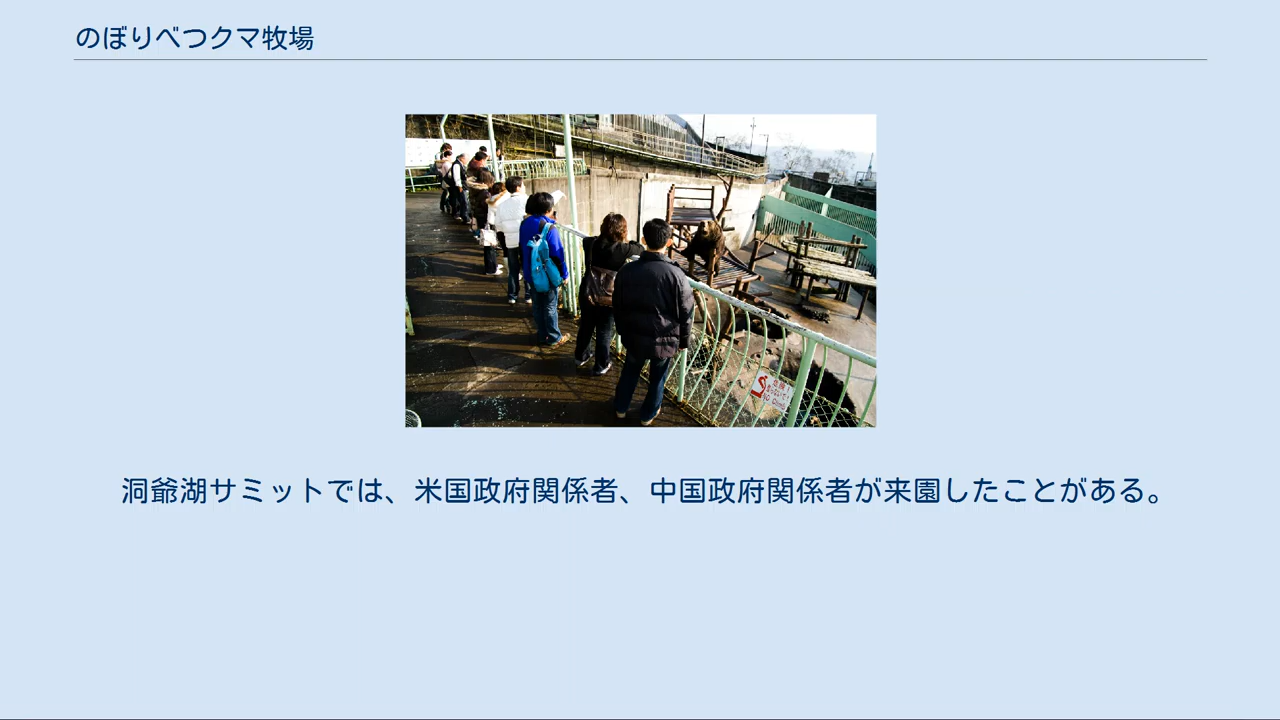 のぼりべつクマ牧場
洞爺湖サミットでは、米国政府関係者、中国政府関係者が来園したことがある。